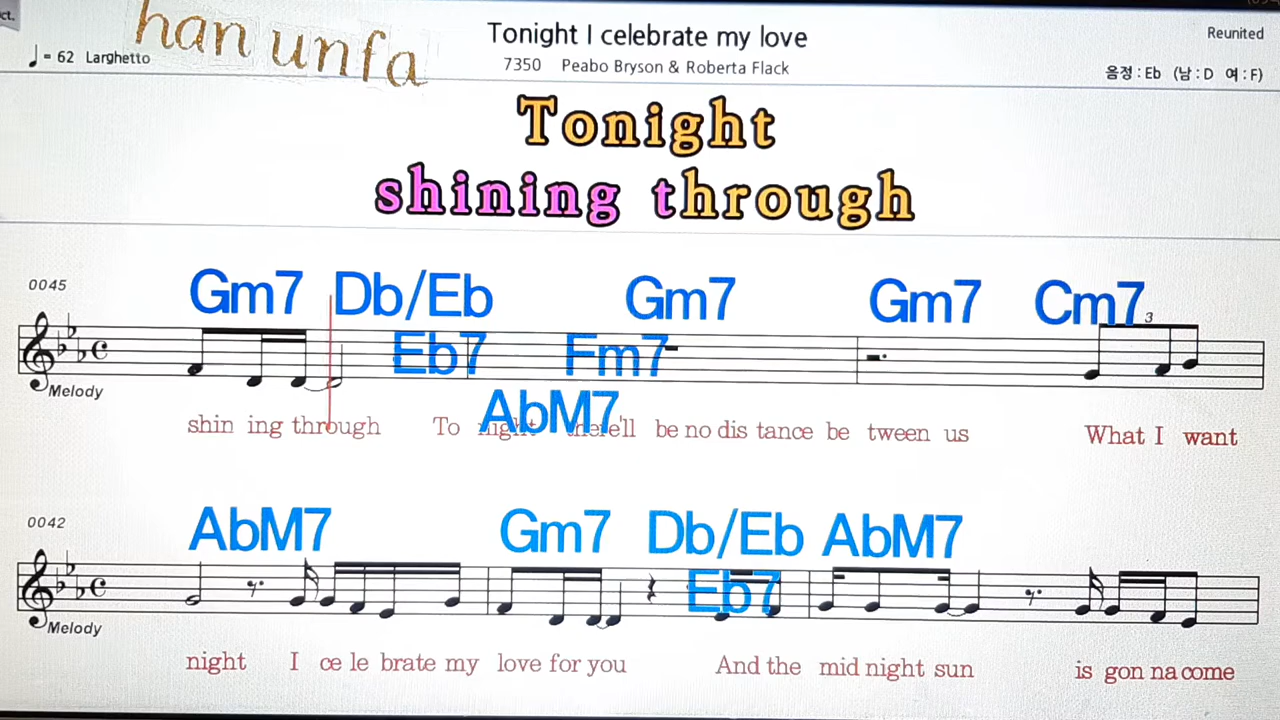 ct.
han unfa
Tonight I celebrate my love
Reunited
♩= 62 Larghetto
7350 Peabo Bryson & Roberta Flack
음정 : Eb (남 : D 여 : F)
Tonight
shining through
0045
Gm7 Db/Eb Gm7 Gm7 Cm7
3
Eb7 Fm7
Melody
AbM7
shin ing through To night there'll be no dis tance be tween us What I want
0042
AbM7 Gm7 Db/Eb AbM7
Eb7
Melody
night I ce le brate my love for you And the mid night sun is gon na come